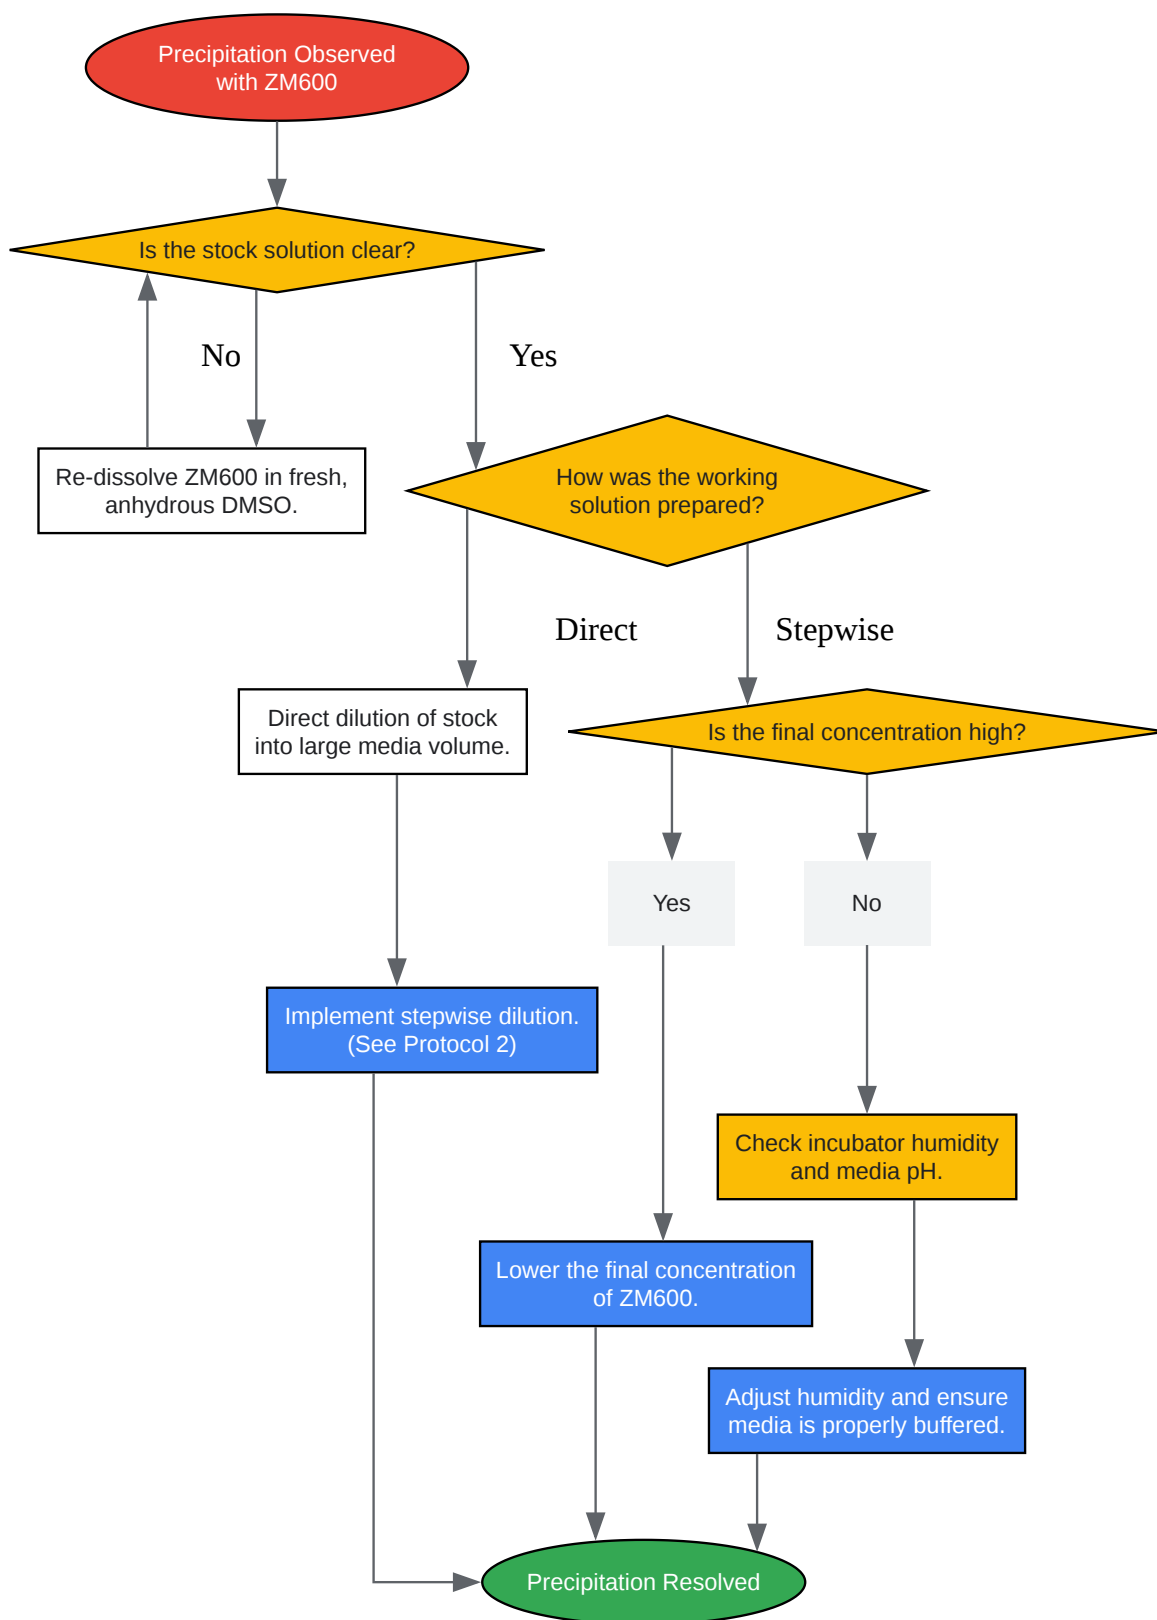 Precipitation Observed
with ZM600
Is the stock solution clear?
No
Yes
Re-dissolve ZM600 in fresh,
anhydrous DMSO.
How was the working
solution prepared?
Direct
Stepwise
Direct dilution of stock
into large media volume.
Is the final concentration high?
Yes
No
Implement stepwise dilution.
(See Protocol 2)
Check incubator humidity
and media pH.
Lower the final concentration
of ZM600.
Adjust humidity and ensure
media is properly buffered.
Precipitation Resolved